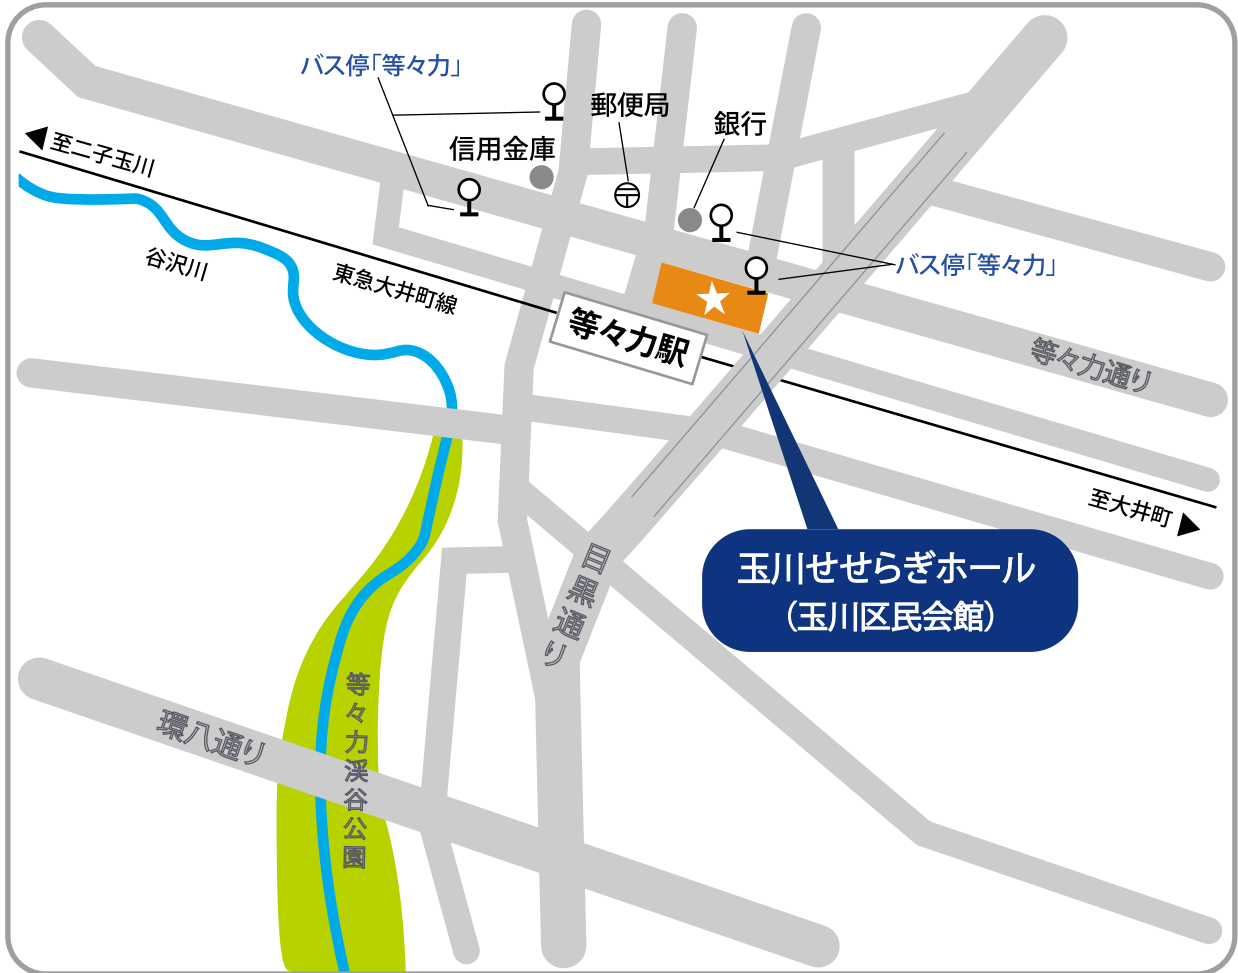 バス停「等々力」
郵便局
銀行
信用金庫
至二子玉川
谷沢川
東急大井町線
バス停「等々力」
等々力駅
等々力通り
至大井町
目黒通り
玉川せせらぎホール
（玉川区民会館）
等々力渓谷公園
環八通り